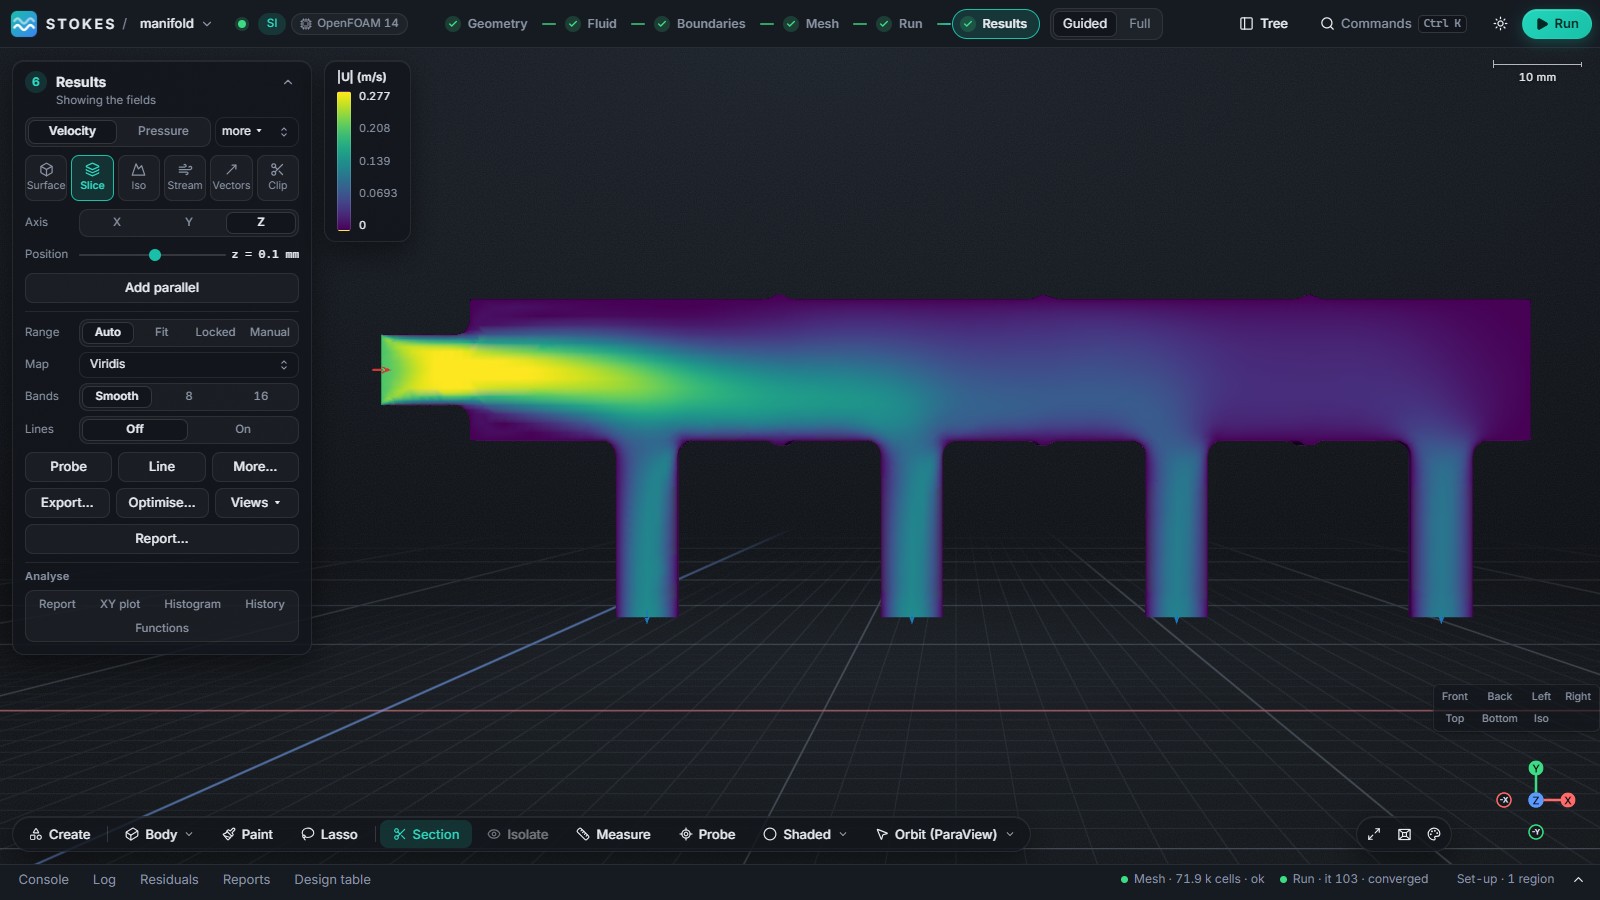 STOKES / manifold SI OpenFOAM 14 Geometry Fluid Boundaries Mesh Run Results Guided Full Tree Commands Ctrl K Run
6 Results
Showing the fields
Velocity Pressure more
Surface Slice Iso Stream Vectors Clip
Axis X Y Z
Position z = 0.1 mm
Add parallel
Range Auto Fit Locked Manual
Map Viridis
Bands Smooth 8 16
Lines Off On
Probe Line More...
Export... Optimise... Views
Report...
Analyse
Report XY plot Histogram History
Functions
|U| (m/s)
0.277
0.208
0.139
0.0693
0
10 mm
Front Back Left Right
Top Bottom Iso
Y
-X Z X
-Y
Create Body Paint Lasso Section Isolate Measure Probe Shaded Orbit (ParaView)
Console Log Residuals Reports Design table Mesh · 71.9 k cells · ok Run · it 103 · converged Set-up · 1 region